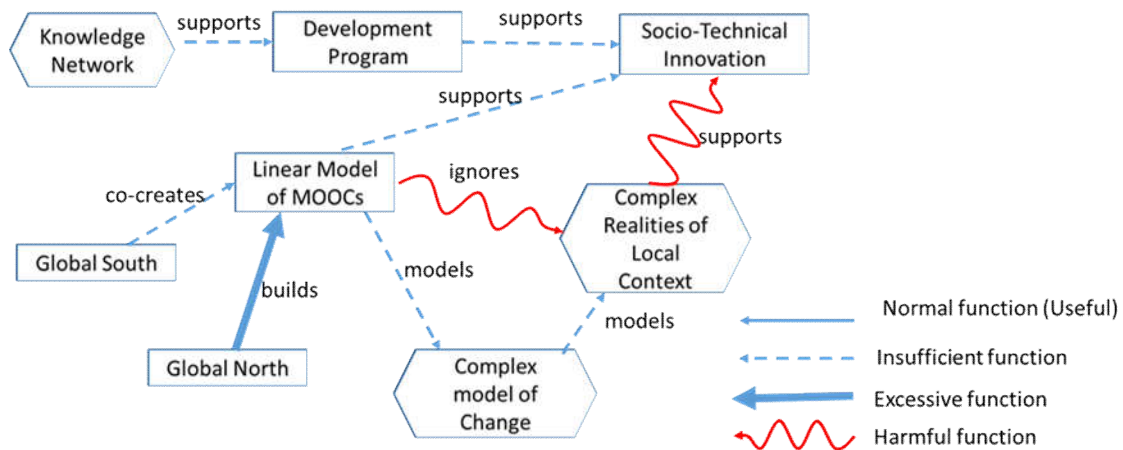 Knowledge
Network
supports
Development
Program
supports
Socio-Technical
Innovation
supports
supports
Linear Model
of MOOCs
ignores
co-creates
Complex
Realities of
Local
Context
Global South
builds
models
models
Global North
Complex
model of
Change
Normal function (Useful)
Insufficient function
Excessive function
Harmful function